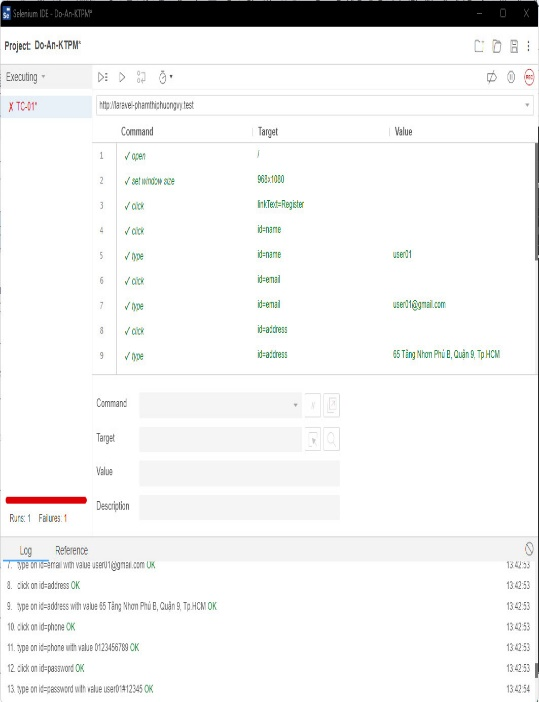 Selenium IDE - Do-An-KTPM*
Project: Do-An-KTPM*
Executing
REC
X TC-01*
http://laravel-phamthiphuongvy.test
Command Target Value
1 ✓ open /
2 ✓ set window size 968x1080
3 ✓ click linkText=Register
4 ✓ click id=name
5 ✓ type id=name user01
6 ✓ click id=email
7 ✓ type id=email user01@gmail.com
8 ✓ click id=address
9 ✓ type id=address 65 Tăng Nhơn Phú B, Quận 9, Tp.HCM
Command
Target
Value
Description
Runs: 1 Failures: 1
Log Reference
7. type on id=email with value user01@gmail.com OK 13:42:53
8. click on id=address OK 13:42:53
9. type on id=address with value 65 Tăng Nhơn Phú B, Quận 9, Tp.HCM OK 13:42:53
10. click on id=phone OK 13:42:53
11. type on id=phone with value 0123456789 OK 13:42:53
12. click on id=password OK 13:42:53
13. type on id=password with value user01#12345 OK 13:42:54